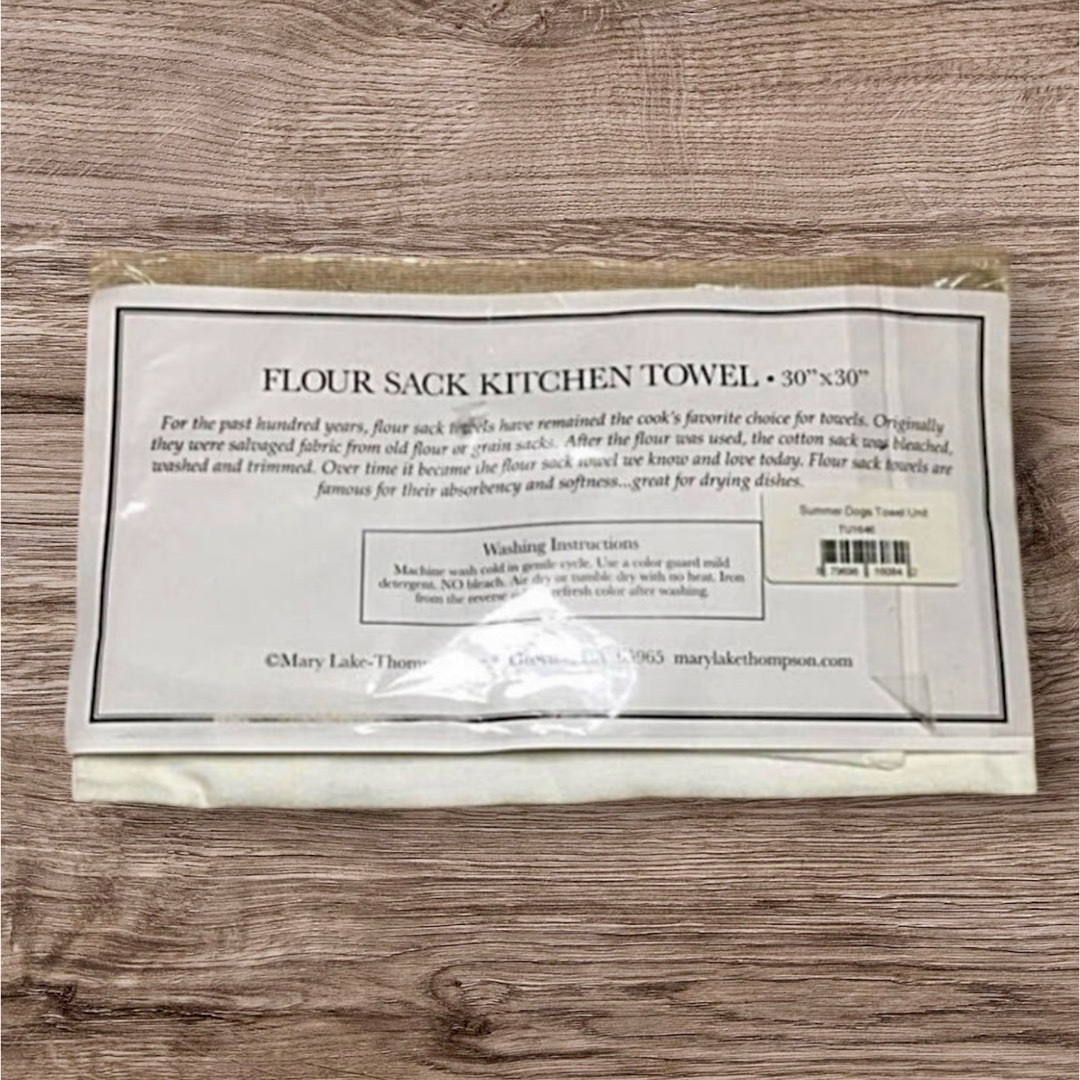 FLOUR SACK KITCHEN TOWEL • 30”x30”
For the past hundred years, flour sack towels have remained the cook's favorite choice for towels. Originally
they were salvaged fabric from old flour or grain sacks. After the flour was used, the cotton sack was bleached,
washed and trimmed. Over time it became the flour sack towel we know and love today. Flour sack towels are
famous for their absorbency and softness...great for drying dishes.
Summer Dogs Towel Unit
Washing Instructions
Machine wash cold in gentle cycle. Use a color guard mild
detergent. NO bleach. Air dry or tumble dry with no heat. Iron
from the reverse refresh color after washing.
©Mary Lake-Thom CA marylakethompson.com